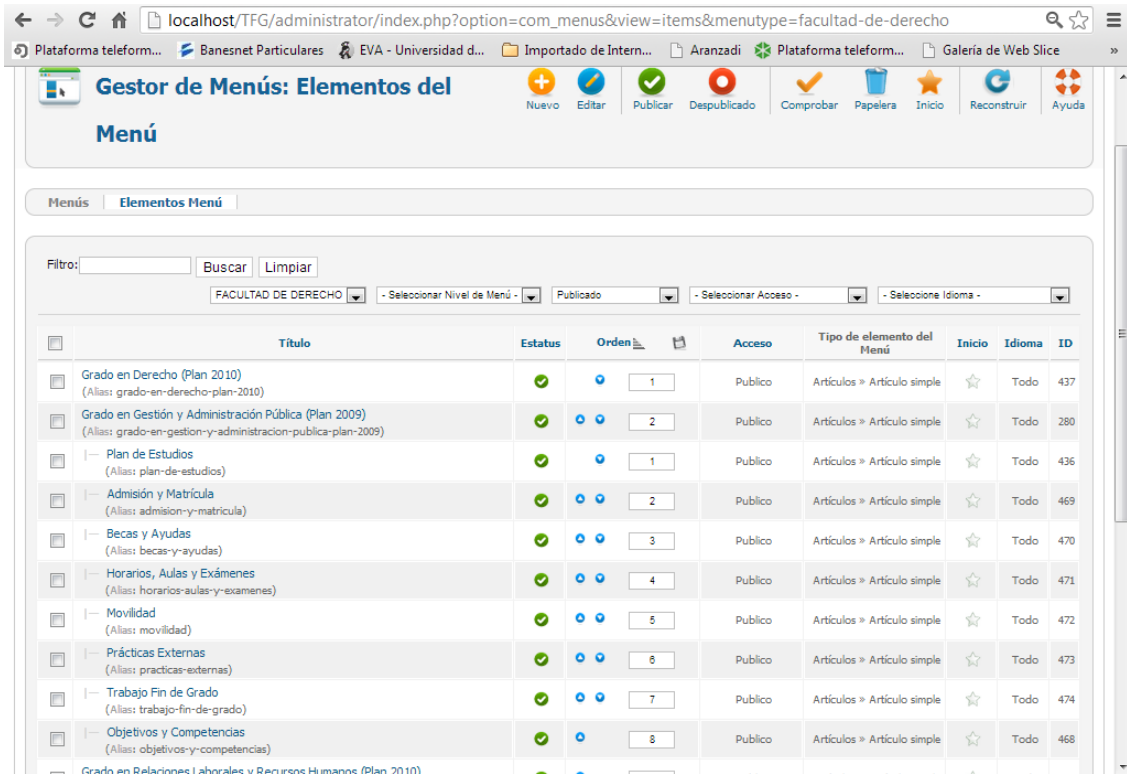 localhost/TFG/administrator/index.php?option=com_menus&view=items&menutype=facultad-de-derecho
Plataforma teleform... Banesnet Particulares EVA - Universidad d... Importado de Intern... Aranzadi Plataforma teleform... Galería de Web Slice »
Gestor de Menús: Elementos del
Menú
Nuevo Editar Publicar Despublicado Comprobar Papelera Inicio Reconstruir Ayuda
Menús Elementos Menú
Filtro: Buscar Limpiar
FACULTAD DE DERECHO - Seleccionar Nivel de Menú - Publicado - Seleccionar Acceso - - Seleccione Idioma -
Título Estatus Orden Acceso Tipo de elemento del Menú Inicio Idioma ID
Grado en Derecho (Plan 2010) 1 Publico Artículos » Artículo simple Todo 437
(Alias: grado-en-derecho-plan-2010)
Grado en Gestión y Administración Pública (Plan 2009) 2 Publico Artículos » Artículo simple Todo 280
(Alias: grado-en-gestion-y-administracion-publica-plan-2009)
Plan de Estudios 1 Publico Artículos » Artículo simple Todo 436
(Alias: plan-de-estudios)
Admisión y Matrícula 2 Publico Artículos » Artículo simple Todo 469
(Alias: admision-y-matricula)
Becas y Ayudas 3 Publico Artículos » Artículo simple Todo 470
(Alias: becas-y-ayudas)
Horarios, Aulas y Exámenes 4 Publico Artículos » Artículo simple Todo 471
(Alias: horarios-aulas-y-examenes)
Movilidad 5 Publico Artículos » Artículo simple Todo 472
(Alias: movilidad)
Prácticas Externas 6 Publico Artículos » Artículo simple Todo 473
(Alias: practicas-externas)
Trabajo Fin de Grado 7 Publico Artículos » Artículo simple Todo 474
(Alias: trabajo-fin-de-grado)
Objetivos y Competencias 8 Publico Artículos » Artículo simple Todo 468
(Alias: objetivos-y-competencias)
Grado en Relaciones Laborales y Recursos Humanos (Plan 2010)